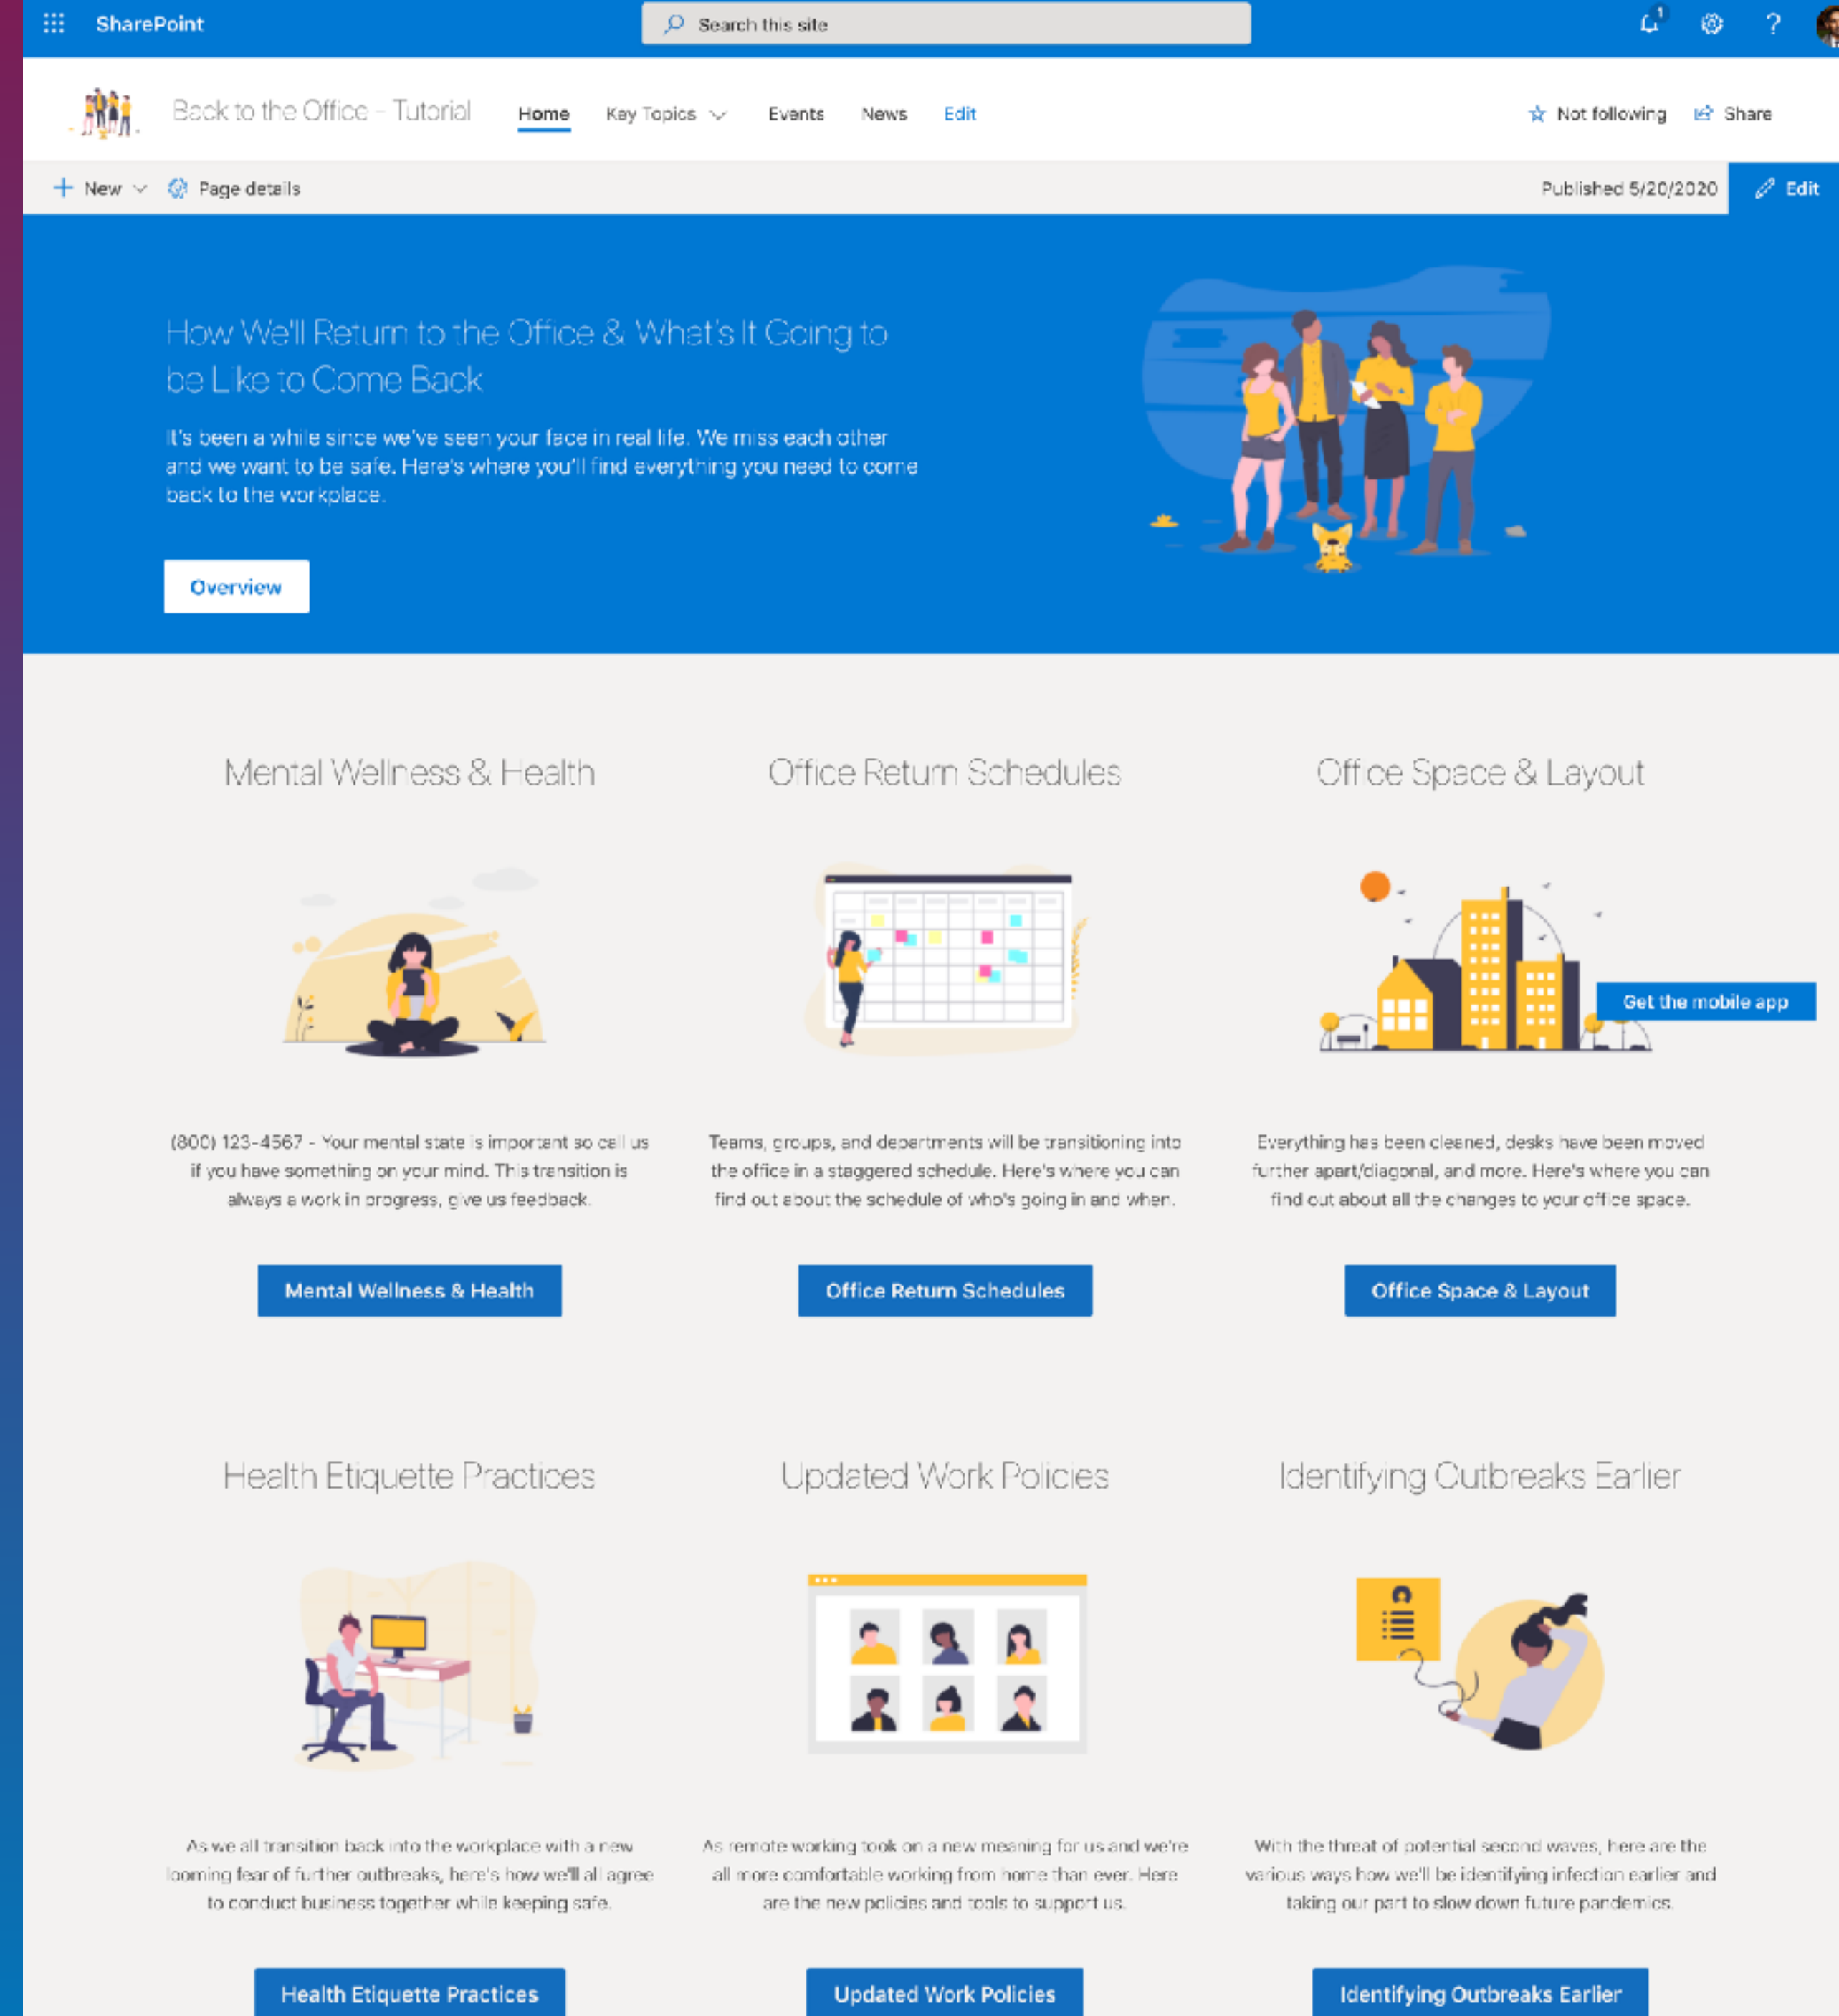 SharePoint
Search this site
1
?
Back to the Office – Tutorial
Home
Key Topics
Events
News
Edit
Not following
Share
New
Page details
Published 5/20/2020
Edit
How We'll Return to the Office & What's It Going to
be Like to Come Back
It's been a while since we've seen your face in real life. We miss each other
and we want to be safe. Here's where you'll find everything you need to come
back to the workplace.
Overview
Mental Wellness & Health
(800) 123-4567 - Your mental state is important so call us
if you have something on your mind. This transition is
always a work in progress, give us feedback.
Mental Wellness & Health
Office Return Schedules
Teams, groups, and departments will be transitioning into
the office in a staggered schedule. Here's where you can
find out about the schedule of who's going in and when.
Office Return Schedules
Office Space & Layout
Get the mobile app
Everything has been cleaned, desks have been moved
further apart/diagonal, and more. Here's where you can
find out about all the changes to your office space.
Office Space & Layout
Health Etiquette Practices
As we all transition back into the workplace with a new
looming fear of further outbreaks, here's how we'll all agree
to conduct business together while keeping safe.
Health Etiquette Practices
Updated Work Policies
As remote working took on a new meaning for us and we're
all more comfortable working from home than ever. Here
are the new policies and tools to support us.
Updated Work Policies
Identifying Outbreaks Earlier
With the threat of potential second waves, here are the
various ways how we'll be identifying infection earlier and
taking our part to slow down future pandemics.
Identifying Outbreaks Earlier